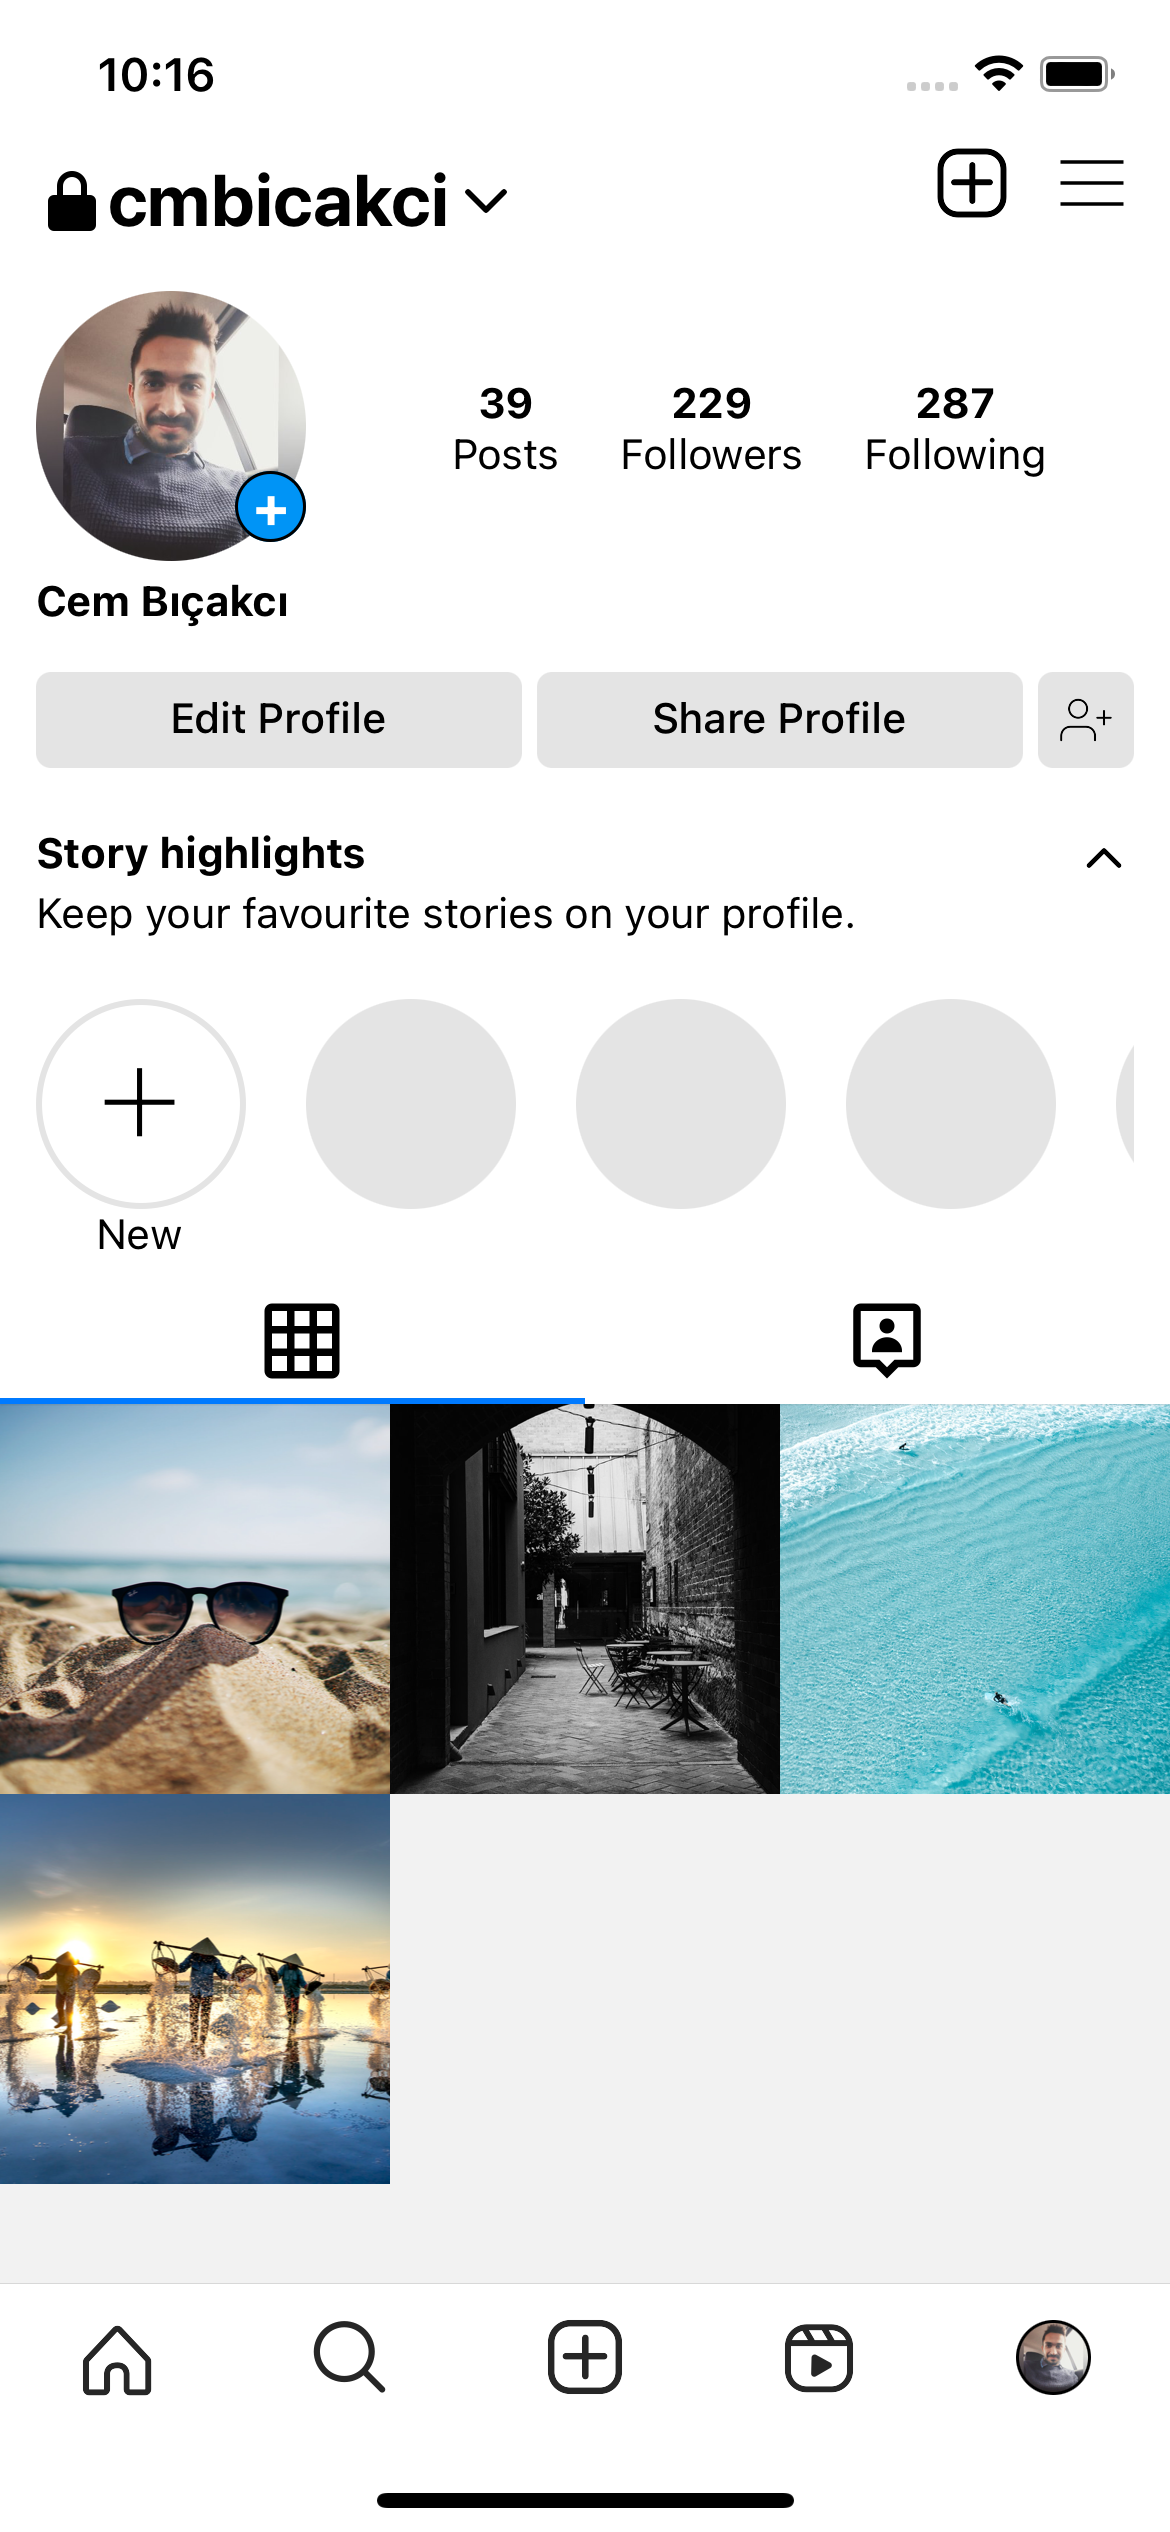 10:16
cmbicakci
39 229 287
Posts Followers Following
Cem Bıçakcı
Edit Profile Share Profile
Story highlights
Keep your favourite stories on your profile.
New